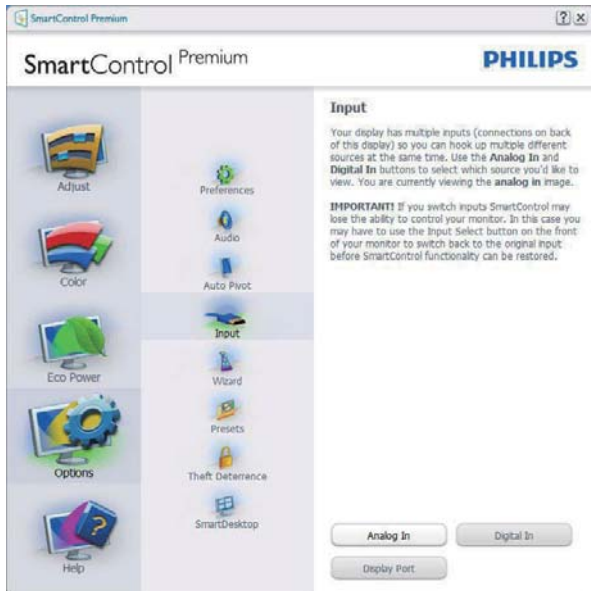 SmartControl Premium
? x
SmartControl Premium
PHILIPS
Adjust
Color
Eco Power
Options
Help
Preferences
Audio
Auto Pivot
Input
Wizard
Presets
Theft Deterrence
SmartDesktop
Input
Your display has multiple inputs (connections on back
of this display) so you can hook up multiple different
sources at the same time. Use the Analog In and
Digital In buttons to select which source you'd like to
view. You are currently viewing the analog in image.
IMPORTANT! If you switch inputs SmartControl may
lose the ability to control your monitor. In this case you
may have to use the Input Select button on the front
of your monitor to switch back to the original input
before SmartControl functionality can be restored.
Analog In
Digital In
Display Port